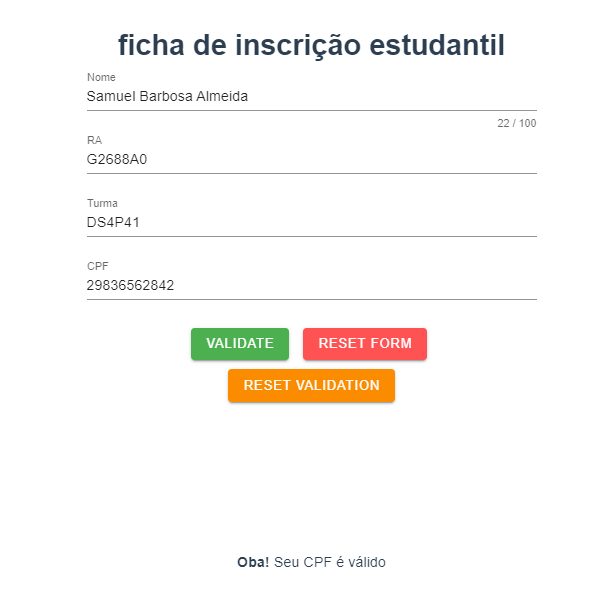 ficha de inscrição estudantil
Nome
Samuel Barbosa Almeida
22 / 100
RA
G2688A0
Turma
DS4P41
CPF
29836562842
VALIDATE RESET FORM
RESET VALIDATION
Oba! Seu CPF é válido